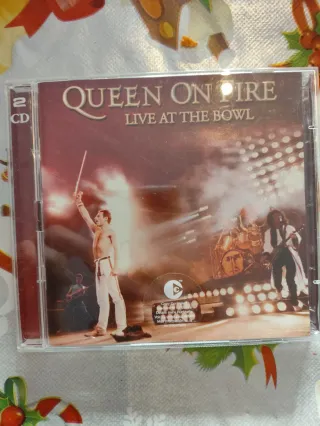 2
CD
QUEEN ON FIRE
LIVE AT THE BOWL